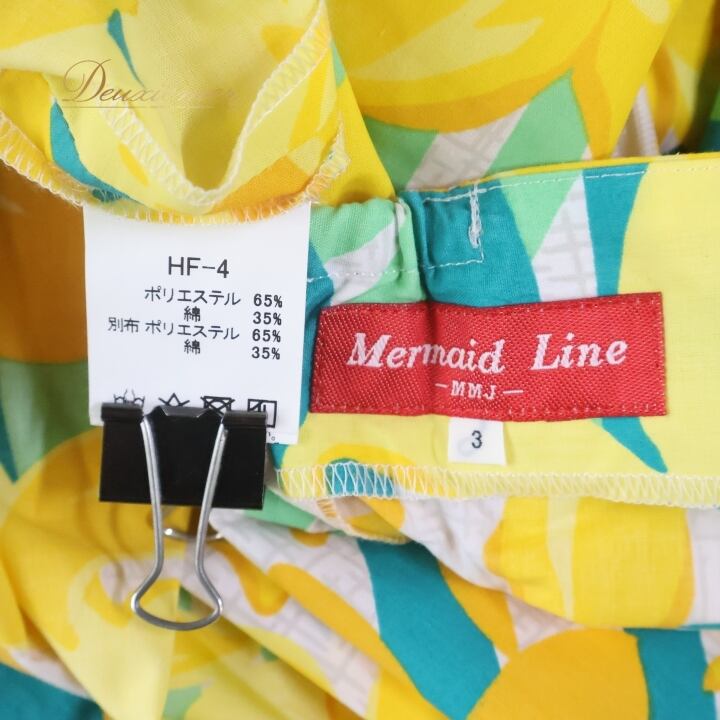 HF-4
ポリエステル 65%
綿 35%
別布 ポリエステル 65%
綿 35%
Mermaid Line
-MMJ-
3